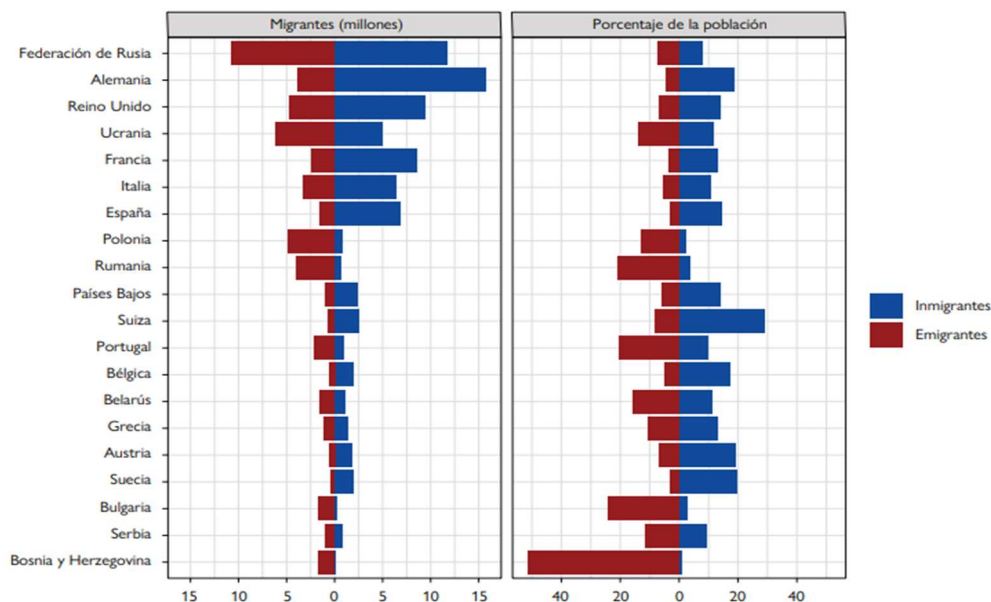 Migrantes (millones)
Porcentaje de la población
Federación de Rusia
Alemania
Reino Unido
Ucrania
Francia
Italia
España
Polonia
Rumania
Países Bajos
Suiza
Portugal
Bélgica
Belarús
Grecia
Austria
Suecia
Bulgaria
Serbia
Bosnia y Herzegovina
15 10 5 0 5 10 15
40 20 0 20 40
Inmigrantes
Emigrantes